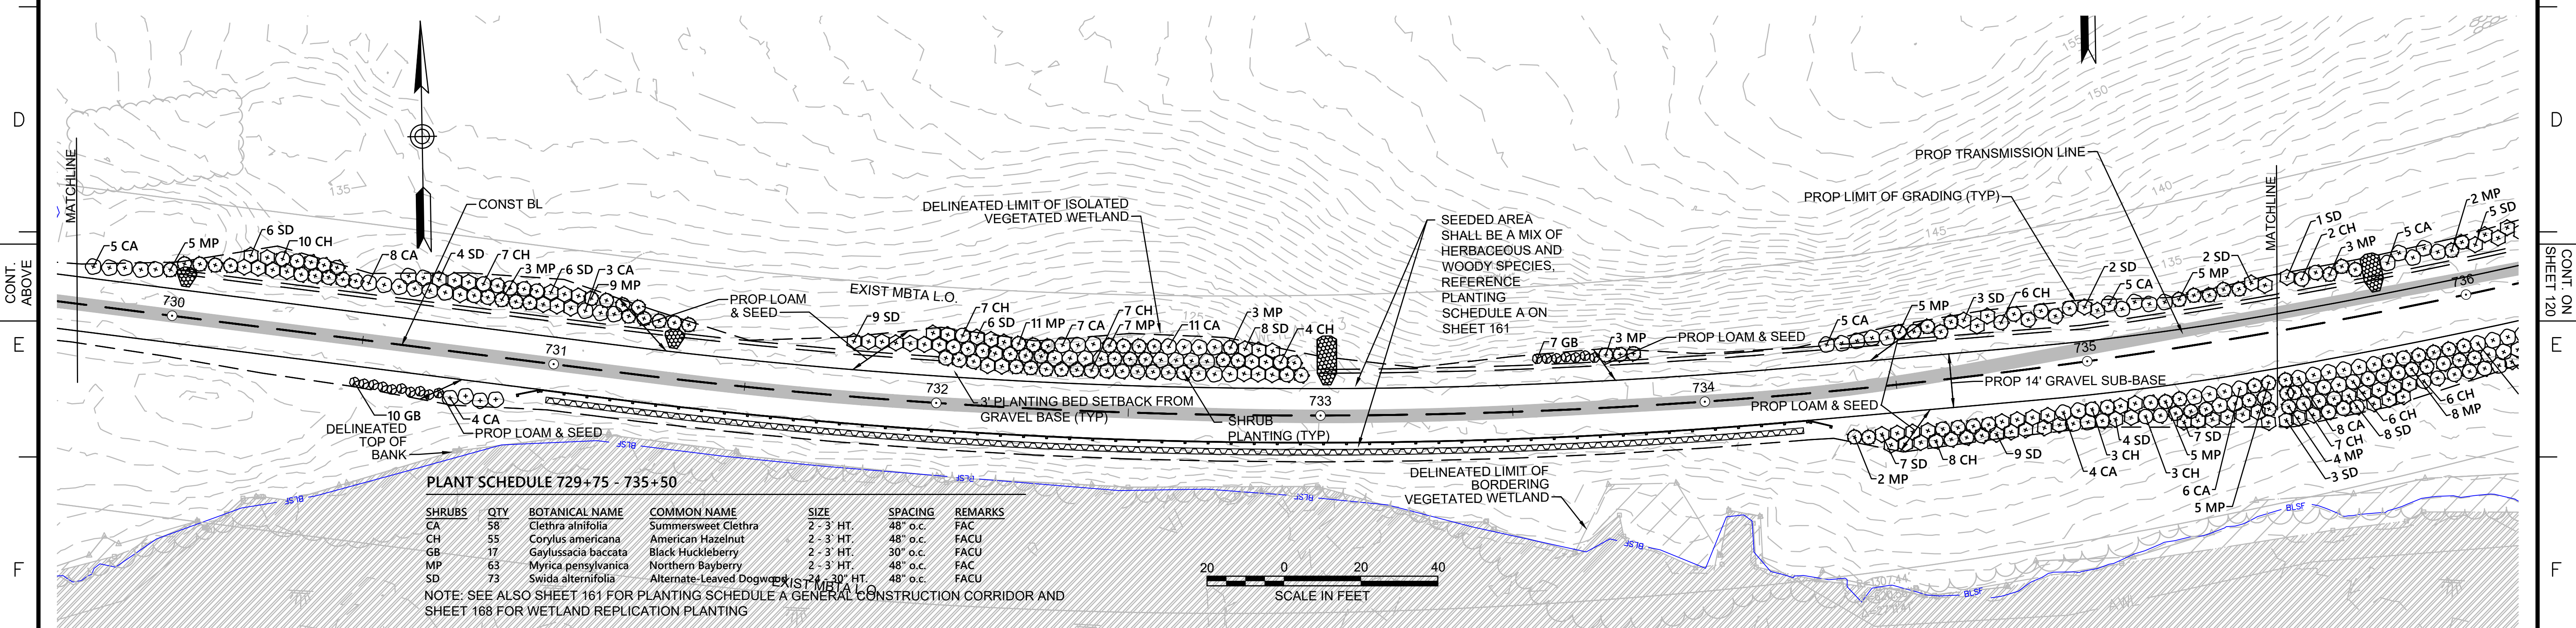 D
E
F
CONT.
ABOVE
MATCHLINE
135
CONST BL
5 CA
5 MP
6 SD
10 CH
8 CA
4 SD
7 CH
3 MP
6 SD
3 CA
9 MP
730
731
PROP LOAM
& SEED
EXIST MBTA L.O.
DELINEATED LIMIT OF ISOLATED
VEGETATED WETLAND
125
9 SD
7 CH
6 SD
11 MP
7 CA
7 CH
7 MP
11 CA
3 MP
8 SD
4 CH
732
3' PLANTING BED SETBACK FROM
GRAVEL BASE (TYP)
SHRUB
PLANTING (TYP)
733
SEEDED AREA
SHALL BE A MIX OF
HERBACEOUS AND
WOODY SPECIES,
REFERENCE
PLANTING
SCHEDULE A ON
SHEET 161
7 GB
3 MP
PROP LOAM & SEED
734
PROP TRANSMISSION LINE
PROP LIMIT OF GRADING (TYP)
155
150
145
140
135
5 CA
5 MP
3 SD
6 CH
2 SD
5 CA
5 MP
2 SD
MATCHLINE
1 SD
2 CH
3 MP
5 CA
2 MP
5 SD
736
735
PROP 14' GRAVEL SUB-BASE
PROP LOAM & SEED
10 GB
4 CA
PROP LOAM & SEED
DELINEATED
TOP OF
BANK
BLSF
BLSF
BLSF
BLSF
BLSF
BLSF
DELINEATED LIMIT OF
BORDERING
VEGETATED WETLAND
2 MP
7 SD
8 CH
9 SD
4 CA
3 CH
4 SD
3 CH
7 SD
5 MP
6 CA
5 MP
3 SD
4 MP
7 CH
8 CA
8 SD
6 CH
8 MP
6 CH
PLANT SCHEDULE 729+75 - 735+50
SHRUBS QTY BOTANICAL NAME COMMON NAME SIZE SPACING REMARKS
CA 58 Clethra alnifolia Summersweet Clethra 2 - 3' HT. 48" o.c. FAC
CH 55 Corylus americana American Hazelnut 2 - 3' HT. 48" o.c. FACU
GB 17 Gaylussacia baccata Black Huckleberry 2 - 3' HT. 30" o.c. FACU
MP 63 Myrica pensylvanica Northern Bayberry 2 - 3' HT. 48" o.c. FAC
SD 73 Swida alternifolia Alternate-Leaved Dogwood 24 - 30" HT. 48" o.c. FACU
EXIST MBTA L.O.
NOTE: SEE ALSO SHEET 161 FOR PLANTING SCHEDULE A GENERAL CONSTRUCTION CORRIDOR AND
SHEET 168 FOR WETLAND REPLICATION PLANTING
20 0 20 40
SCALE IN FEET
AWL
D
E
F
CONT. ON
SHEET 120